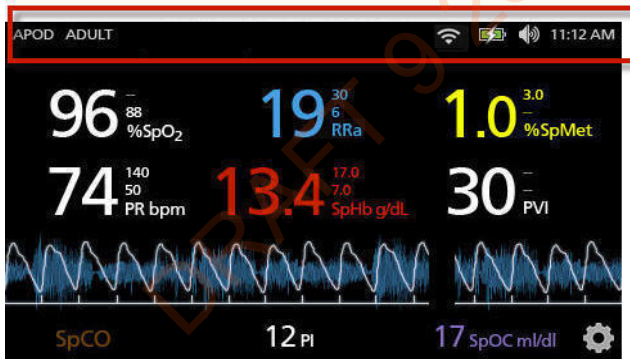 APOD ADULT 11:12 AM
96 – 88 %SpO₂ 19 30 6 RRa 1.0 3.0 – %SpMet
74 140 50 PR bpm 13.4 17.0 7.0 SpHb g/dL 30 – – PVI
SpCO 12 PI 17 SpOC ml/dl
DRAFT 9